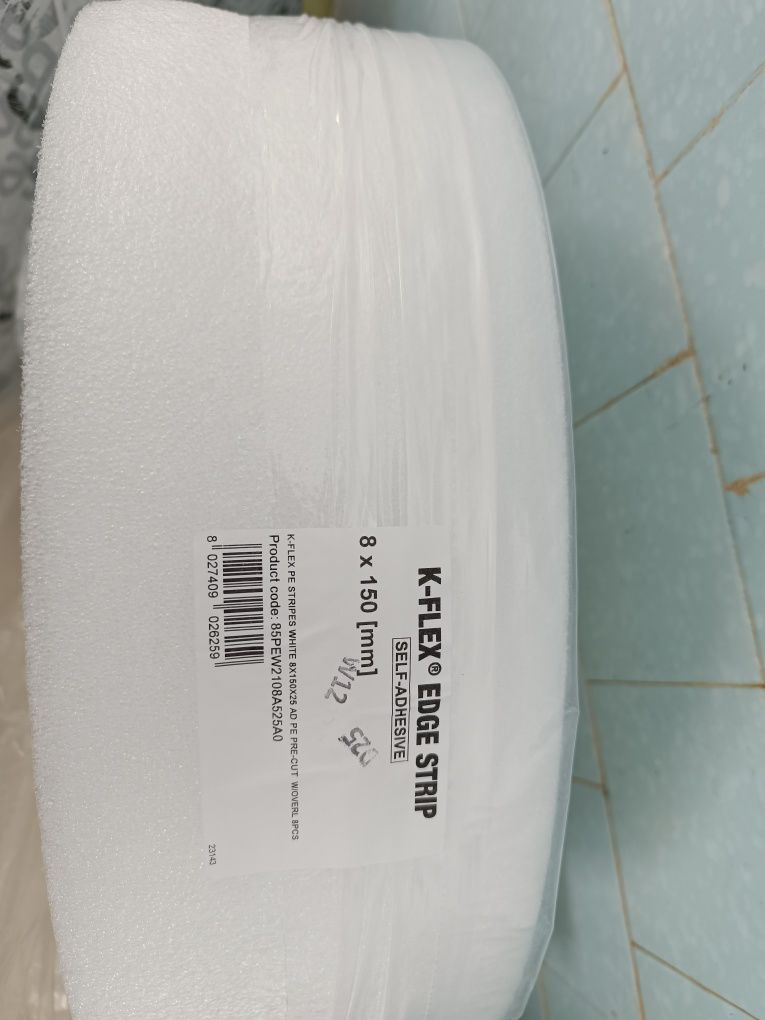 K-FLEX® EDGE STRIP
SELF-ADHESIVE
8 x 150 [mm]
K-FLEX PE STRIPES WHITE 8X150X25 AD PE PRE-CUT W/OVERL 8PCS
Product code: 85PEW2108A525A0
8 027409 026259
23143